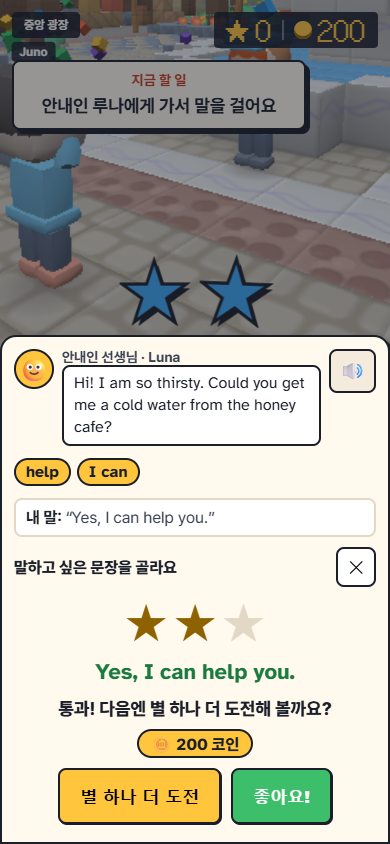 중앙 광장
0 200
Juno
지금 할 일
안내인 루나에게 가서 말을 걸어요
안내인 선생님 · Luna
Hi! I am so thirsty. Could you get
me a cold water from the honey
cafe?
help I can
내 말: “Yes, I can help you.”
말하고 싶은 문장을 골라요
Yes, I can help you.
통과! 다음엔 별 하나 더 도전해 볼까요?
200 코인
별 하나 더 도전 좋아요!